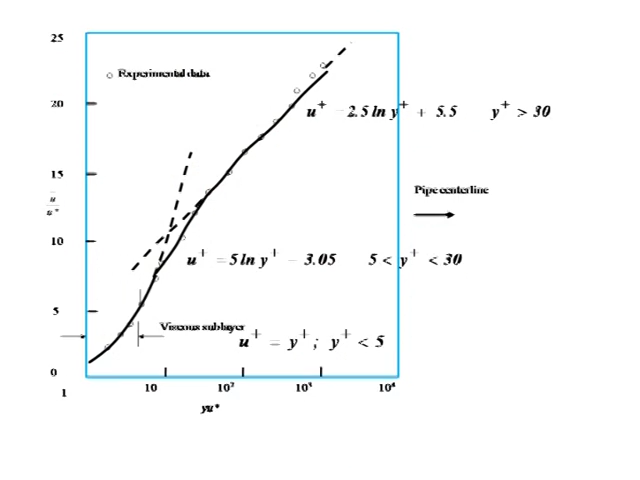 25
Experimental data
20
u⁺ = 2.5 ln y⁺ + 5.5 y⁺ > 30
15
Pipe centerline
ū
u*
10
u⁺ = 5 ln y⁺ − 3.05 5 < y⁺ < 30
5
Viscous sublayer
u⁺ = y⁺; y⁺ < 5
0
1 10 10² 10³ 10⁴
yu*